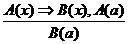 A(x) ⇒ B(x), A(a)
B(a)